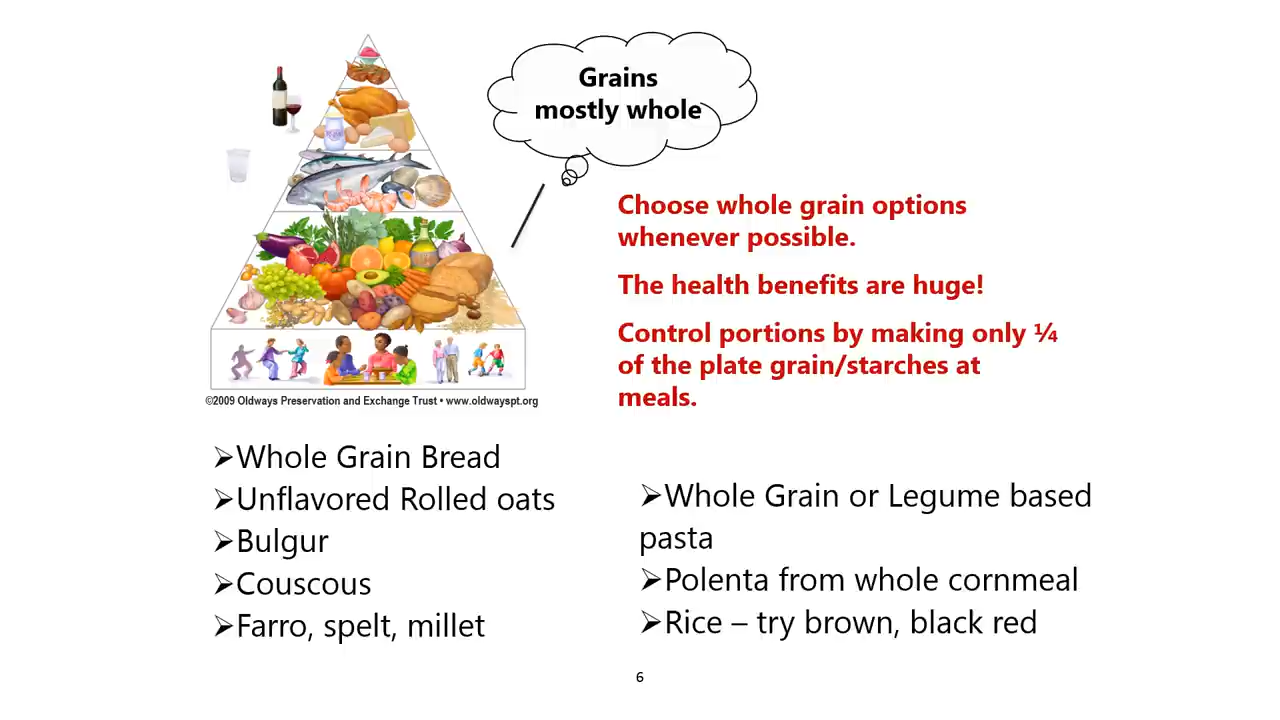 Grains
mostly whole
Choose whole grain options
whenever possible.
The health benefits are huge!
Control portions by making only ¼
of the plate grain/starches at
meals.
©2009 Oldways Preservation and Exchange Trust • www.oldwayspt.org
➢Whole Grain Bread
➢Unflavored Rolled oats
➢Bulgur
➢Couscous
➢Farro, spelt, millet
➢Whole Grain or Legume based
pasta
➢Polenta from whole cornmeal
➢Rice – try brown, black red
6